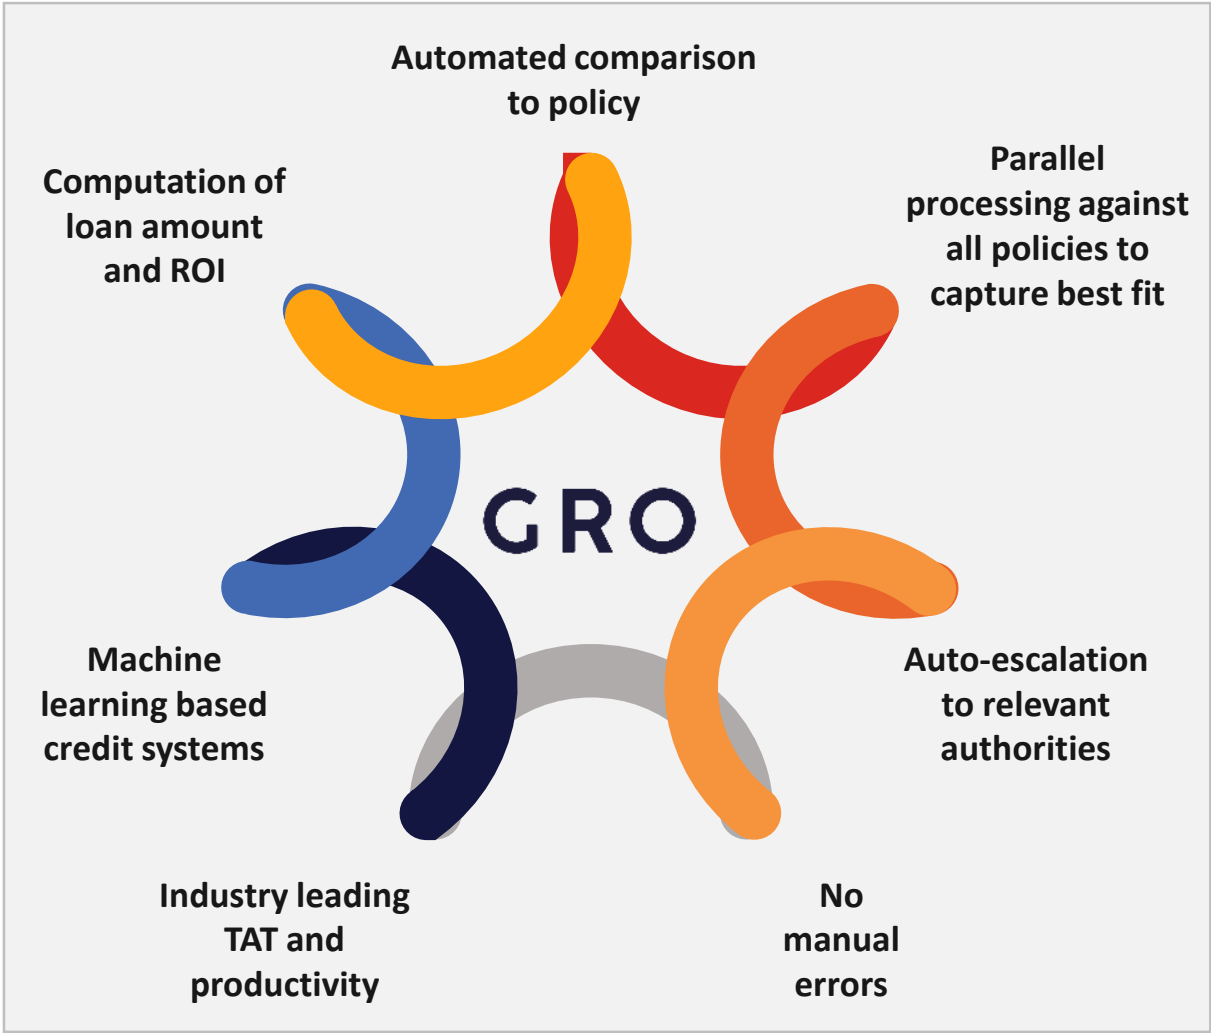 Automated comparison
to policy
Parallel
processing against
all policies to
capture best fit
Computation of
loan amount
and ROI
GRO
Machine
learning based
credit systems
Auto-escalation
to relevant
authorities
Industry leading
TAT and
productivity
No
manual
errors